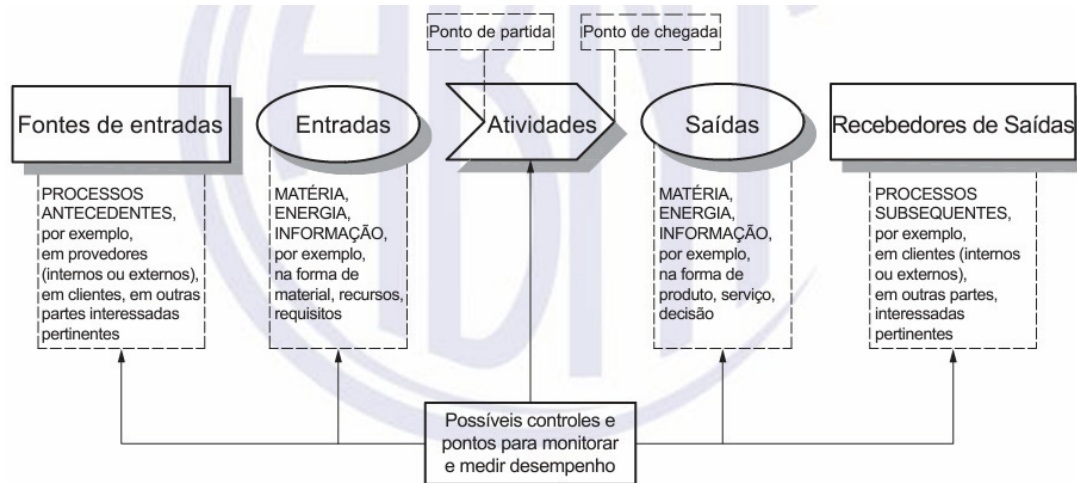 Ponto de partida
Ponto de chegada
Fontes de entradas
Entradas
Atividades
Saídas
Recebedores de Saídas
PROCESSOS
ANTECEDENTES,
por exemplo,
em provedores
(internos ou externos),
em clientes, em outras
partes interessadas
pertinentes
MATÉRIA,
ENERGIA,
INFORMAÇÃO,
por exemplo,
na forma de
material, recursos,
requisitos
MATÉRIA,
ENERGIA,
INFORMAÇÃO,
por exemplo,
na forma de
produto, serviço,
decisão
PROCESSOS
SUBSEQUENTES,
por exemplo,
em clientes (internos
ou externos),
em outras partes,
interessadas
pertinentes
Possíveis controles e
pontos para monitorar
e medir desempenho
ABNT